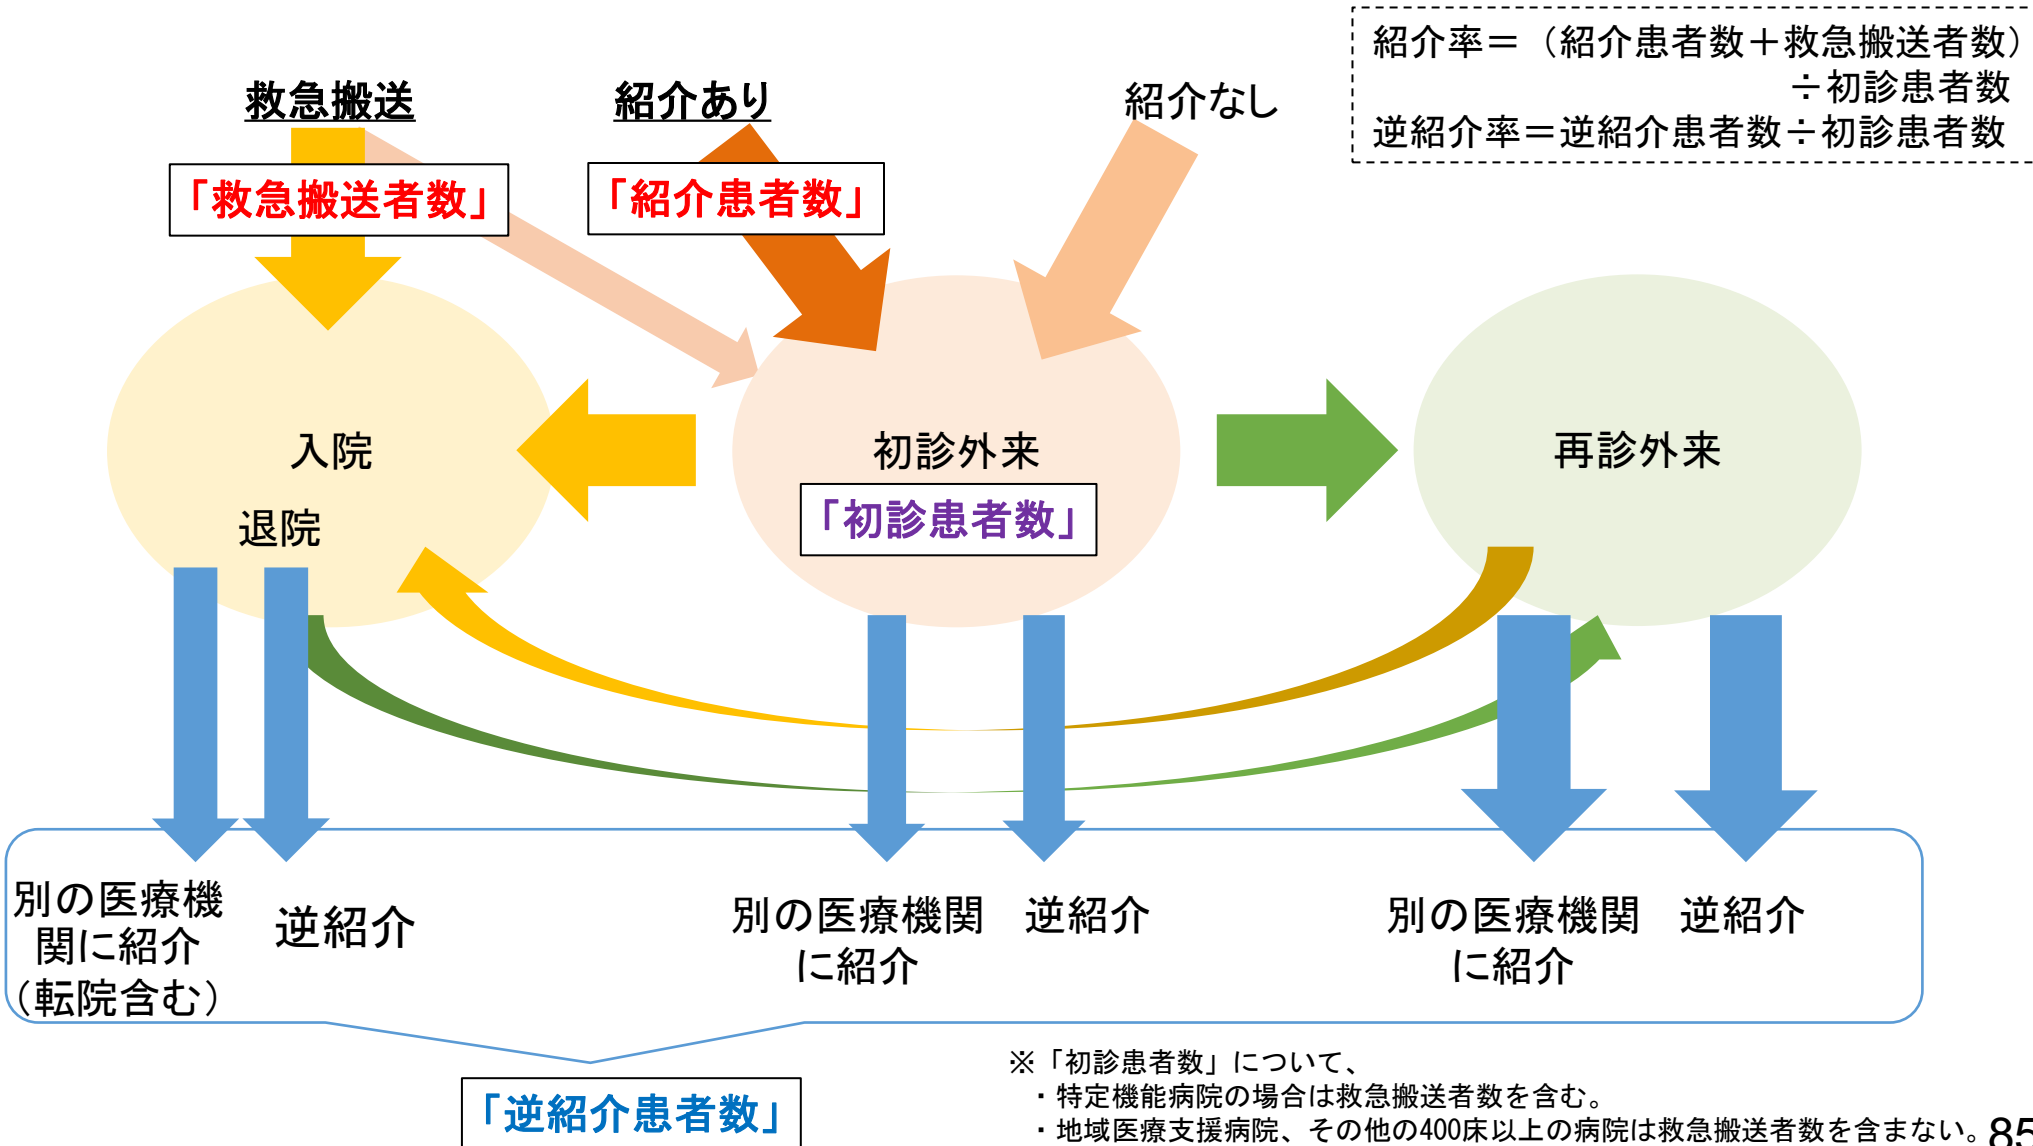 紹介率＝（紹介患者数＋救急搬送者数）
÷初診患者数
逆紹介率＝逆紹介患者数÷初診患者数
救急搬送
紹介あり
紹介なし
「救急搬送者数」
「紹介患者数」
入院
退院
初診外来
「初診患者数」
再診外来
別の医療機
関に紹介
（転院含む）
逆紹介
別の医療機関
に紹介
逆紹介
別の医療機関
に紹介
逆紹介
「逆紹介患者数」
※「初診患者数」について、
・特定機能病院の場合は救急搬送者数を含む。
・地域医療支援病院、その他の400床以上の病院は救急搬送者数を含まない。
85